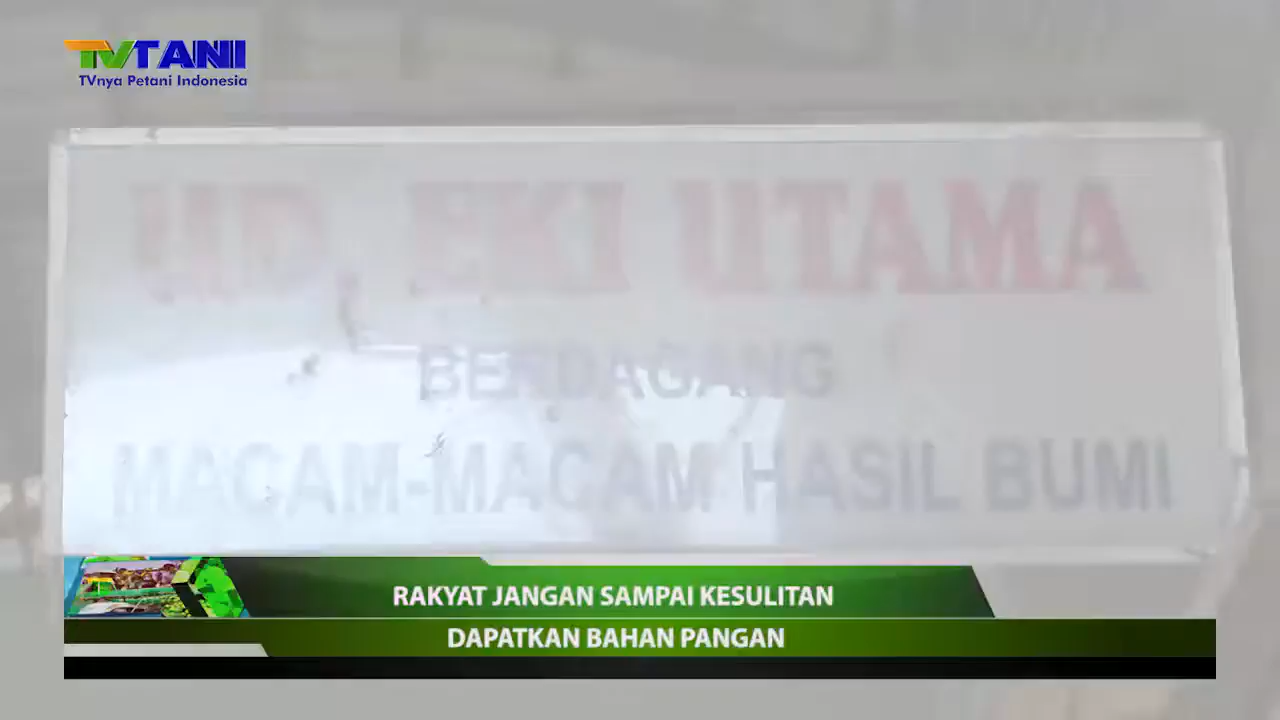 TVTANI
TVnya Petani Indonesia
UD. EKI UTAMA
BERDAGANG
MACAM-MACAM HASIL BUMI
RAKYAT JANGAN SAMPAI KESULITAN
DAPATKAN BAHAN PANGAN